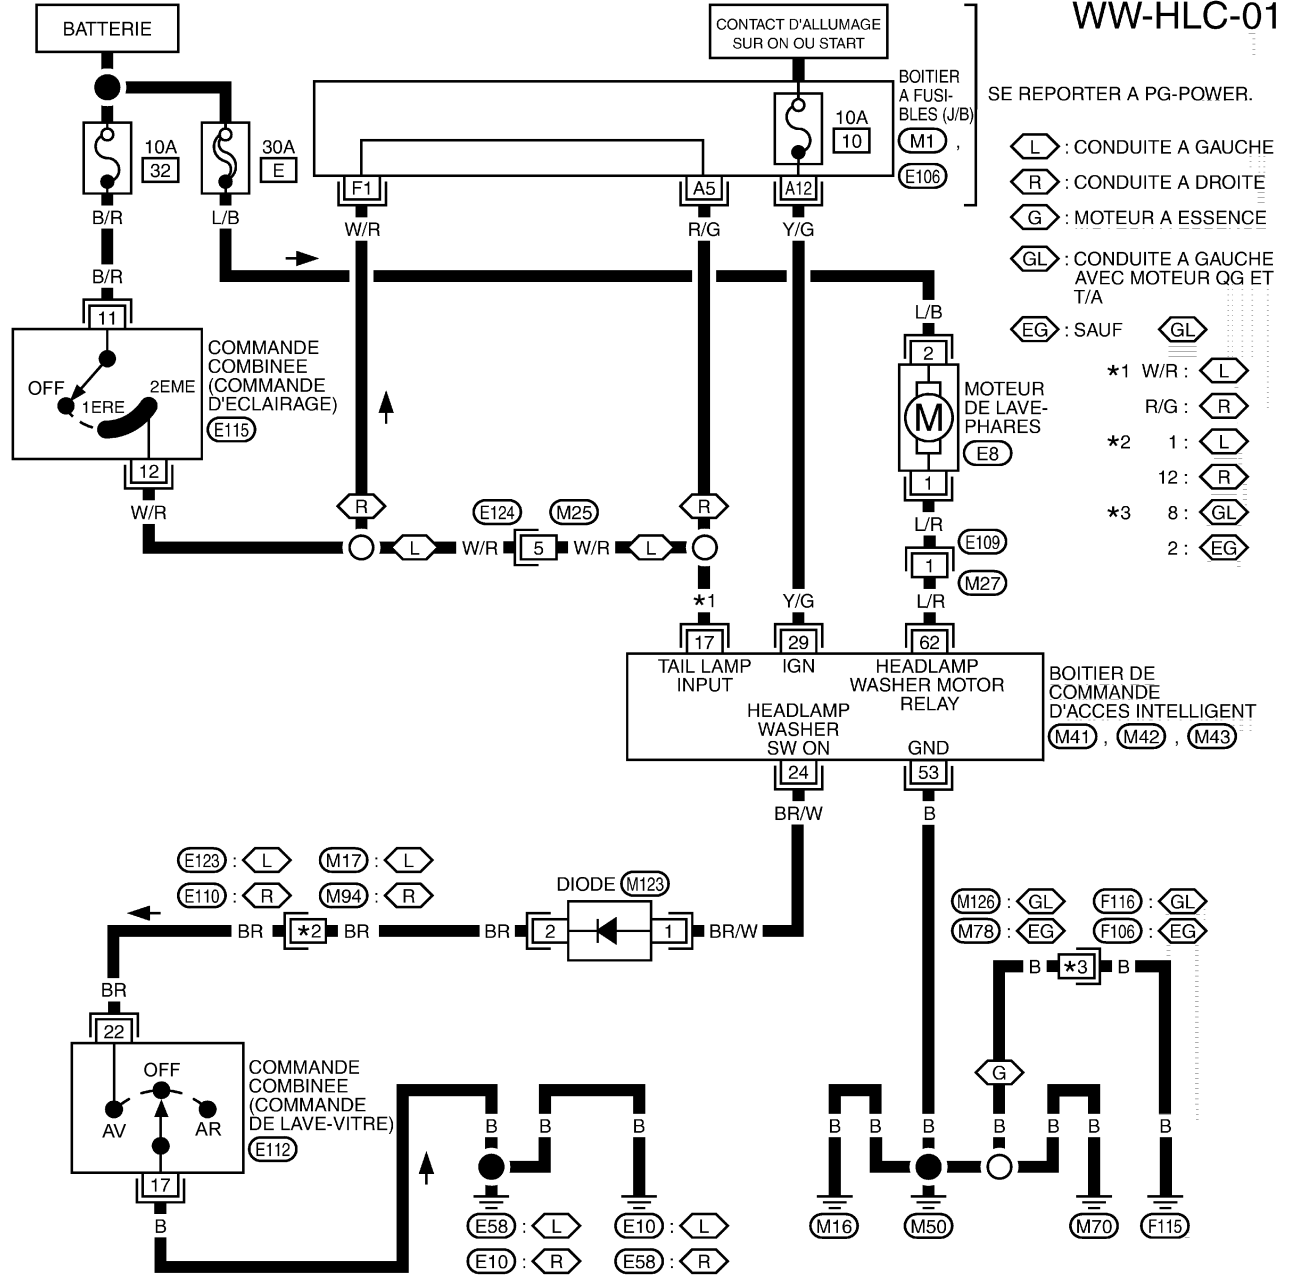 WW-HLC-01
BATTERIE
CONTACT D'ALLUMAGE
SUR ON OU START
BOITIER
A FUSI-
BLES (J/B)
M1 ,
E106
SE REPORTER A PG-POWER.
10A
32
30A
E
10A
10
L : CONDUITE A GAUCHE
R : CONDUITE A DROITE
G : MOTEUR A ESSENCE
GL : CONDUITE A GAUCHE
AVEC MOTEUR QG ET
T/A
EG : SAUF GL
*1 W/R : L
R/G : R
*2 1 : L
12 : R
*3 8 : GL
2 : EG
F1
A5
A12
B/R
L/B
W/R
R/G
Y/G
B/R
11
COMMANDE
COMBINEE
(COMMANDE
D'ECLAIRAGE)
E115
OFF
1ERE
2EME
12
W/R
L/B
2
M
MOTEUR
DE LAVE-
PHARES
E8
1
L/R
E109
1
M27
L/R
R
R
E124
M25
L
W/R
5
W/R
L
*1
Y/G
17
29
62
TAIL LAMP
INPUT
IGN
HEADLAMP
WASHER MOTOR
RELAY
HEADLAMP
WASHER
SW ON
GND
BOITIER DE
COMMANDE
D'ACCES INTELLIGENT
M41 , M42 , M43
24
53
BR/W
B
E123 : L M17 : L
E110 : R M94 : R
DIODE M123
BR
*2
BR
BR
2
1
BR/W
M126 : GL F116 : GL
M78 : EG F106 : EG
B
*3
B
BR
22
OFF
AV
AR
COMMANDE
COMBINEE
(COMMANDE
DE LAVE-VITRE)
E112
17
B
G
B
B
B
B
B
B
B
B
B
B
E58 : L E10 : L
E10 : R E58 : R
M16
M50
M70
F115